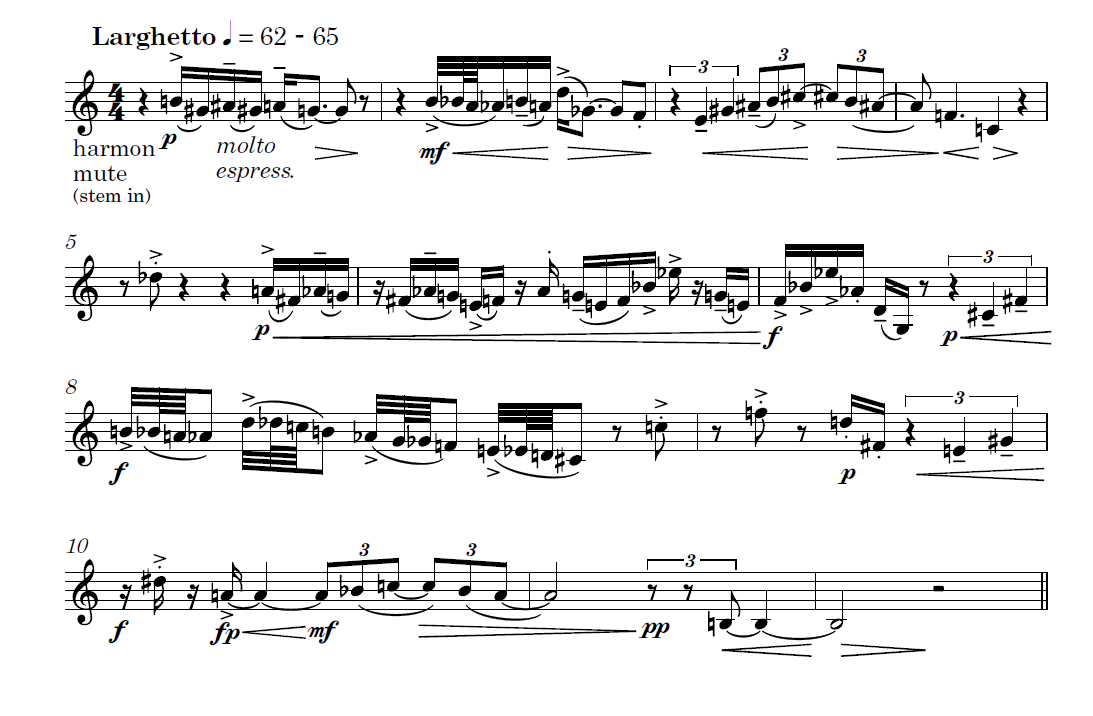 Larghetto ♩ = 62 - 65
4
4
p
harmon
mute
(stem in)
molto
espress.
mf
3
3
3
5
p
f
3
p
8
f
p
3
10
f
fp
mf
3
3
pp
3